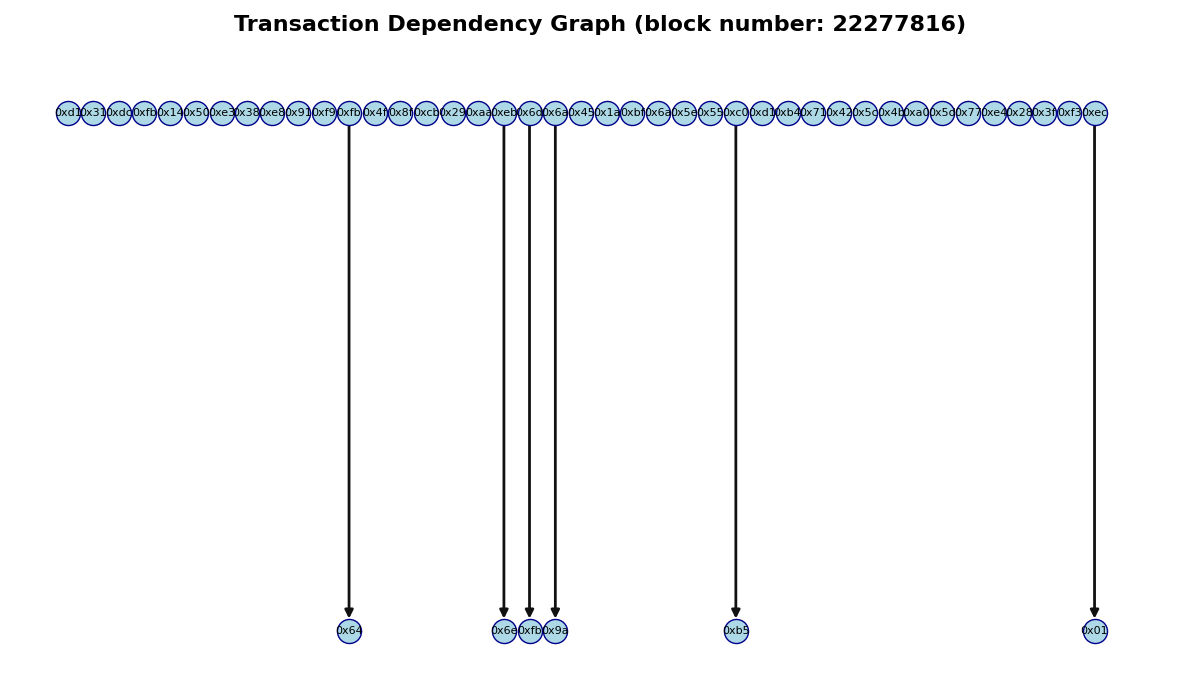 Transaction Dependency Graph (block number: 22277816)
0xd1 0x31 0xdc 0xfb 0x14 0x50 0xe3 0x38 0xe8 0x91 0xf9 0xfb 0x4f 0x8f 0xcb 0x29 0xaa 0xeb 0x6c 0x6a 0x45 0x1a 0xbf 0x6a 0x5e 0x55 0xc0 0xd1 0xb4 0x71 0x42 0x5c 0x4b 0xa0 0x5d 0x77 0xe4 0x28 0x3f 0xf3 0xec
0x64 0x6e 0xfb 0x9a 0xb5 0x01